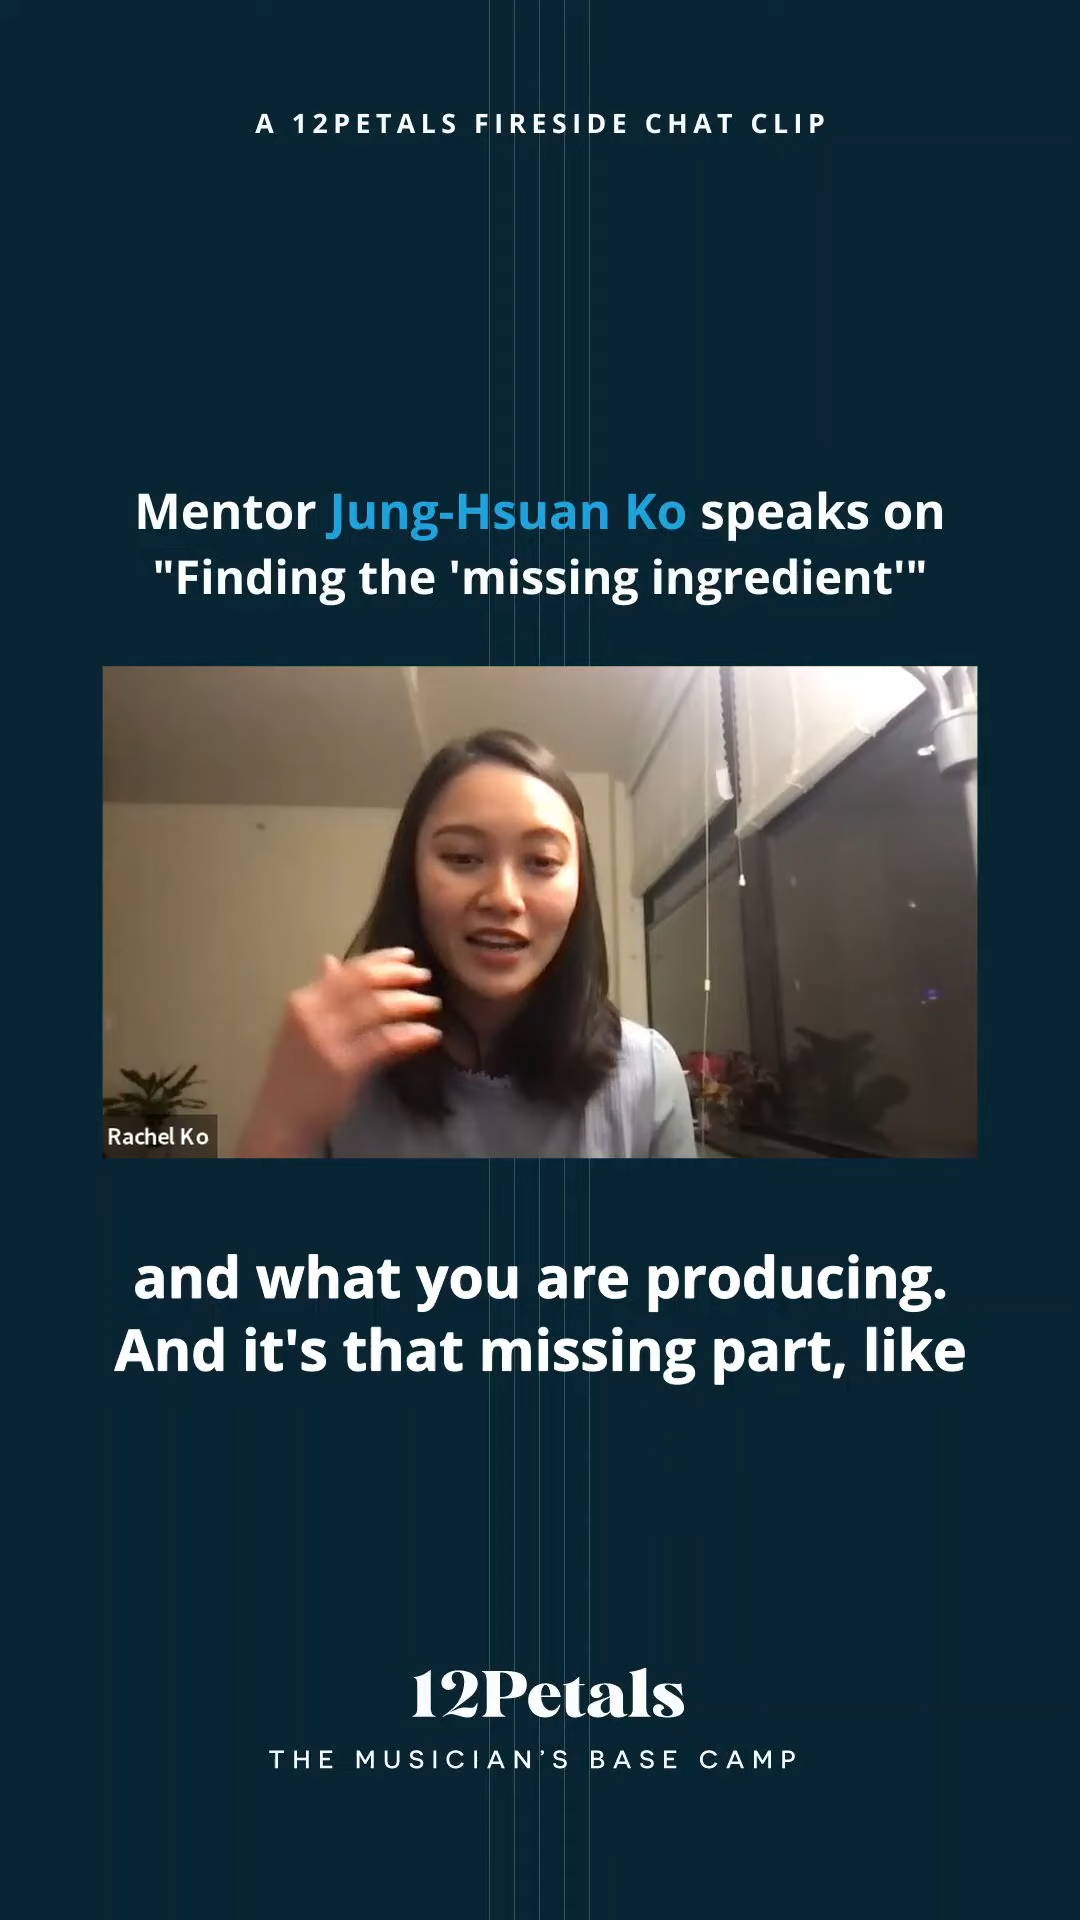 A 12PETALS FIRESIDE CHAT CLIP
Mentor Jung-Hsuan Ko speaks on
"Finding the 'missing ingredient'"
Rachel Ko
and what you are producing.
And it's that missing part, like
12Petals
THE MUSICIAN’S BASE CAMP